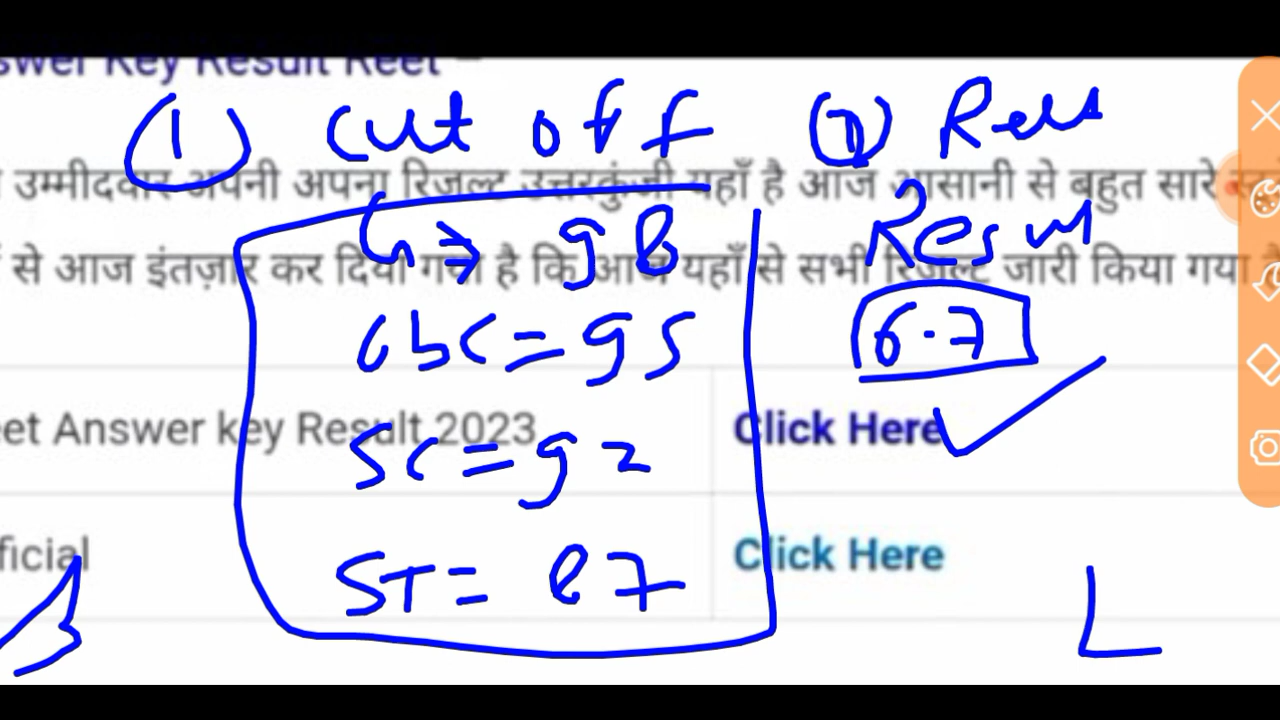 swer Key Result Reet –
① Cut off ② Resu
उम्मीदवार अपनी अपना रिजल्ट उत्तरकुंजी यहाँ है आज आसानी से बहुत सारे
Resul
G → 98
से आज इंतज़ार कर दिया गया है कि आज यहाँ से सभी रिजल्ट जारी किया गया है
obc = 95
6.7
eet Answer key Result 2023 Click Here
SC = 92
ficial Click Here
ST = 87